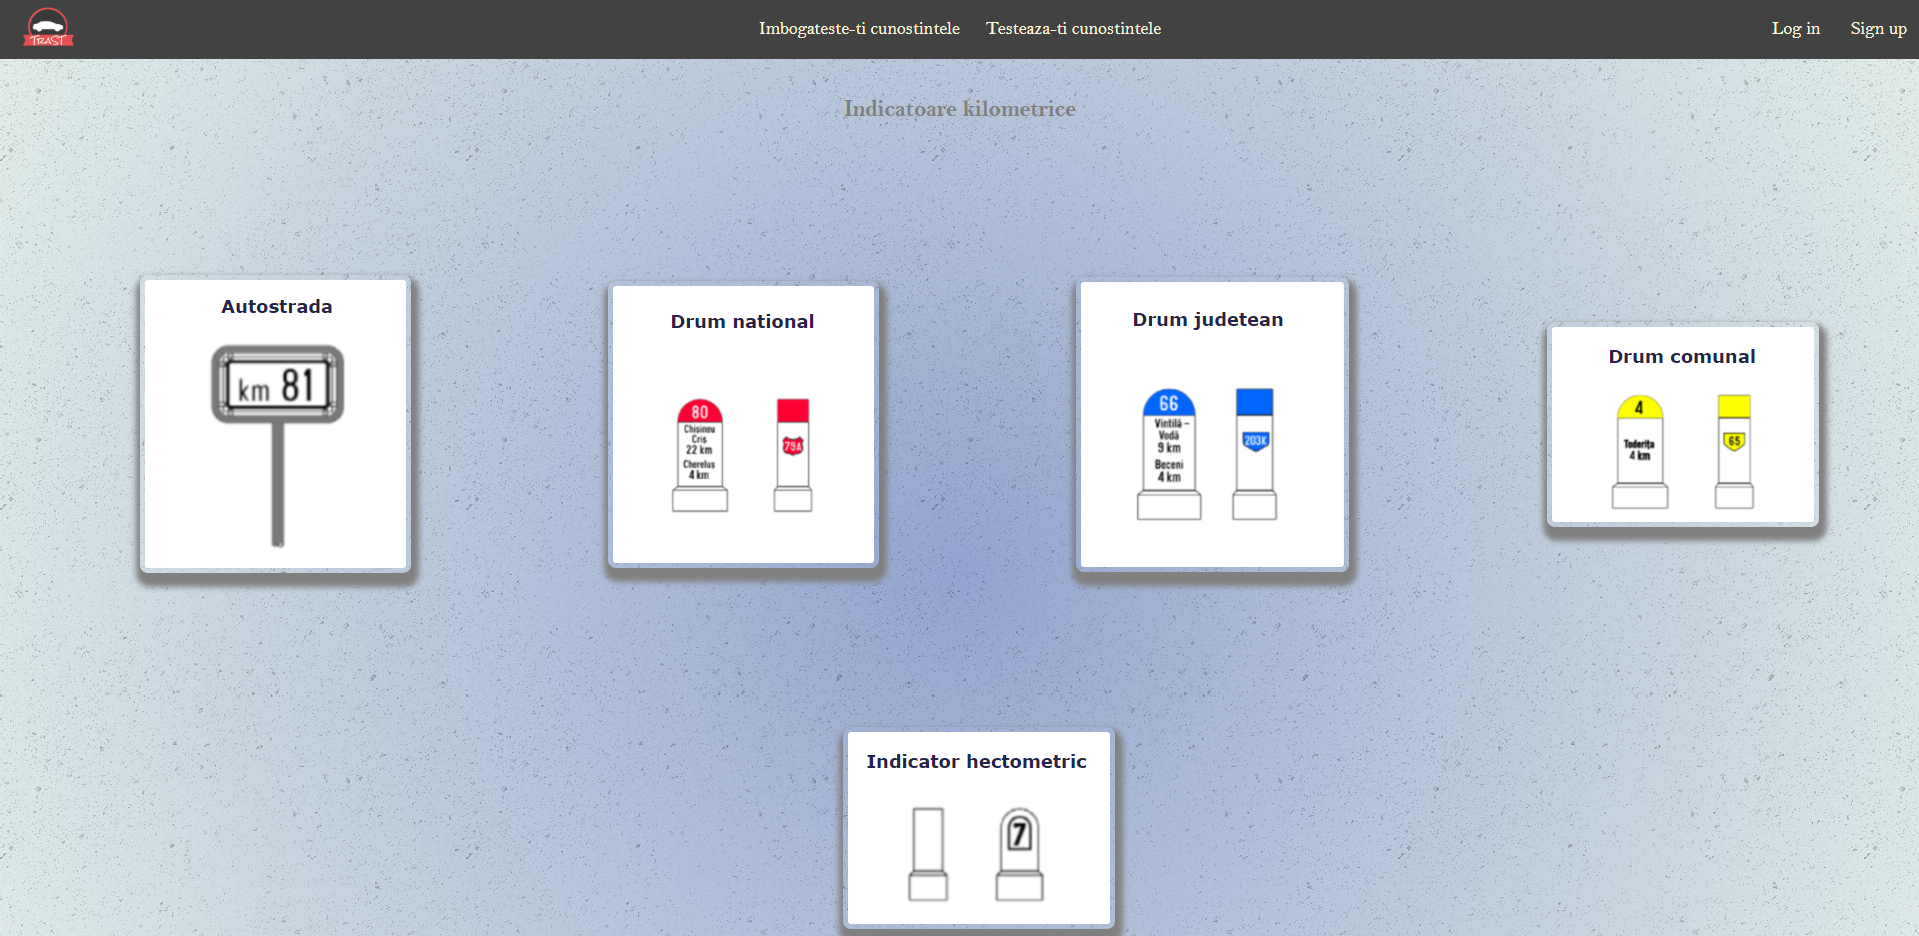 TRAST
Imbogateste-ti cunostintele
Testeaza-ti cunostintele
Log in
Sign up
Indicatoare kilometrice
Autostrada
km 81
Drum national
80
Chisineu
Cris
22 km
Cherelus
4 km
79A
Drum judetean
66
Vintilă –
Vodă
9 km
Beceni
4 km
203K
Drum comunal
4
Toderița
4 km
65
Indicator hectometric
7